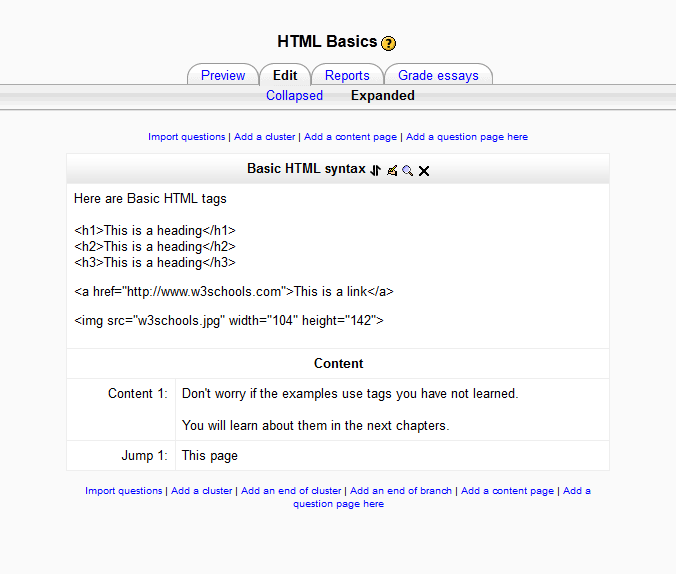 HTML Basics ?
Preview Edit Reports Grade essays
Collapsed Expanded
Import questions | Add a cluster | Add a content page | Add a question page here
Basic HTML syntax
Here are Basic HTML tags
<h1>This is a heading</h1>
<h2>This is a heading</h2>
<h3>This is a heading</h3>
<a href="http://www.w3schools.com">This is a link</a>
<img src="w3schools.jpg" width="104" height="142">
Content
Content 1: Don't worry if the examples use tags you have not learned.
You will learn about them in the next chapters.
Jump 1: This page
Import questions | Add a cluster | Add an end of cluster | Add an end of branch | Add a content page | Add a
question page here